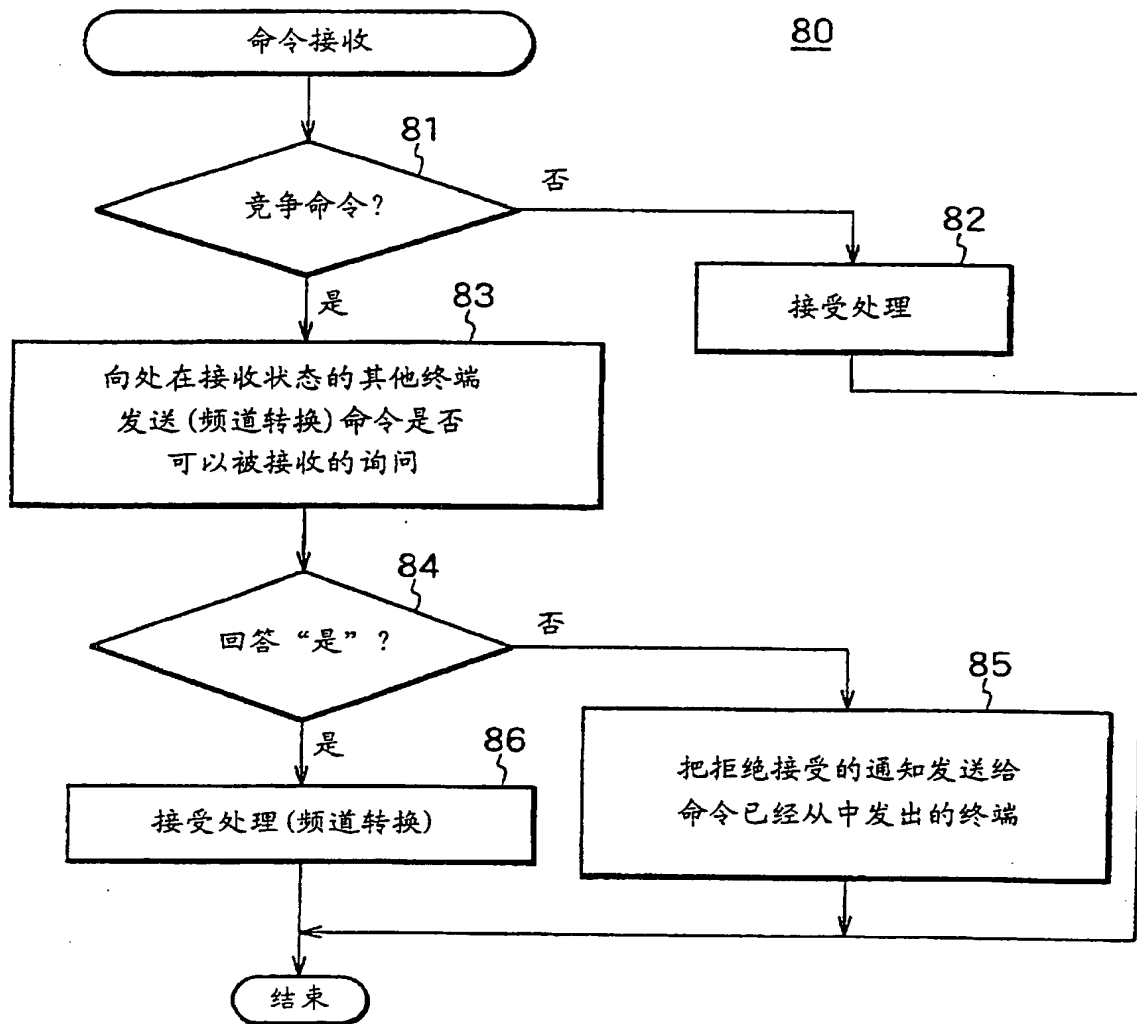 命令接收
80
81
竞争命令?
否
82
接受处理
是
83
向处在接收状态的其他终端
发送(频道转换)命令是否
可以被接收的询问
84
回答“是”?
否
85
把拒绝接受的通知发送给
命令已经从中发出的终端
是
86
接受处理(频道转换)
结束